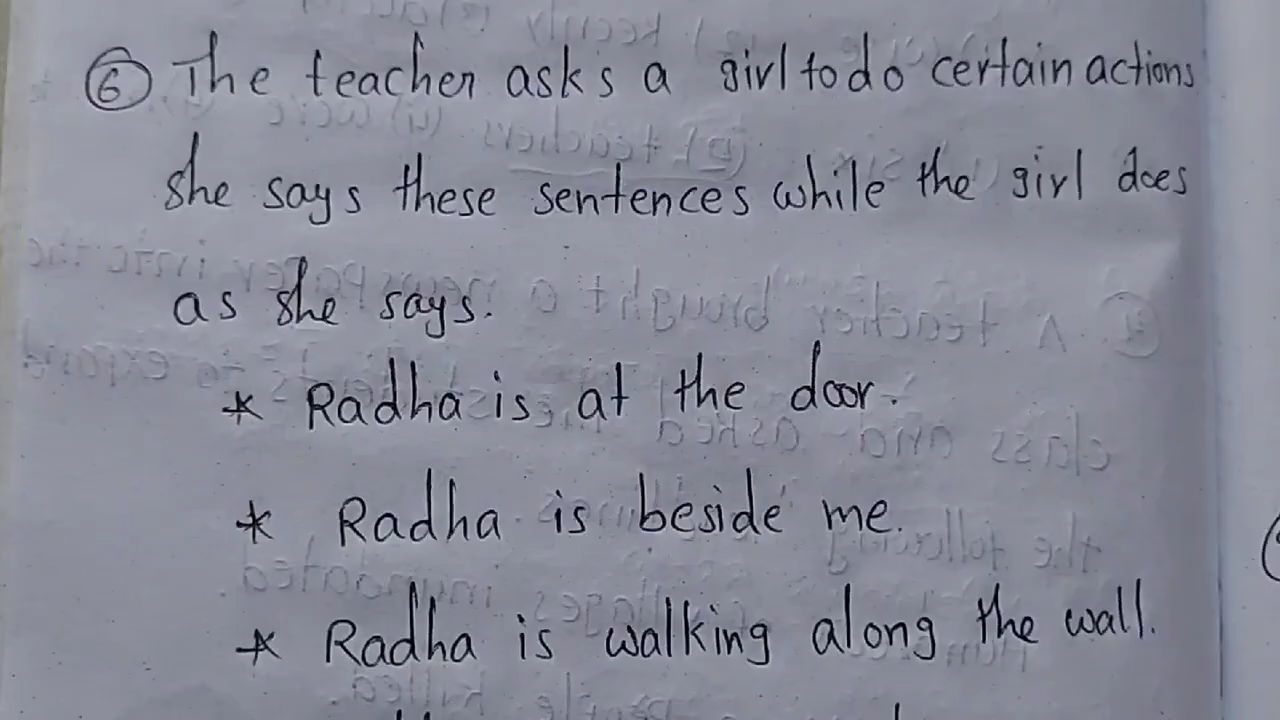 ⑥ The teacher asks a girl to do certain actions
she says these sentences while the girl does
as she says.
* Radha is at the door.
* Radha is beside me.
* Radha is walking along the wall.